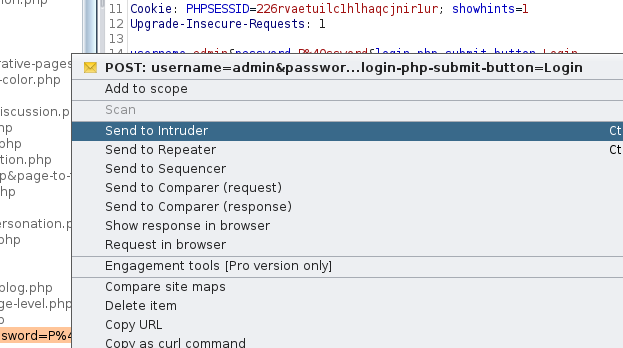 11 Cookie: PHPSESSID=226rvaetuilc1hlhaqcjnir1ur; showhints=1
12 Upgrade-Insecure-Requests: 1
13
14 username=admin&password=P%40ssword&login-php-submit-button=Login
POST: username=admin&passwor...login-php-submit-button=Login
Add to scope
Scan
Send to Intruder Ct
Send to Repeater Ct
Send to Sequencer
Send to Comparer (request)
Send to Comparer (response)
Show response in browser
Request in browser
Engagement tools [Pro version only]
Compare site maps
Delete item
Copy URL
Copy as curl command
ion.php
rative-pages
-color.php
iscussion.p
hp
.php
tion.php
p&page-to-
hp
ersonation.p
php
blog.php
ge-level.php
p
sword=P%4